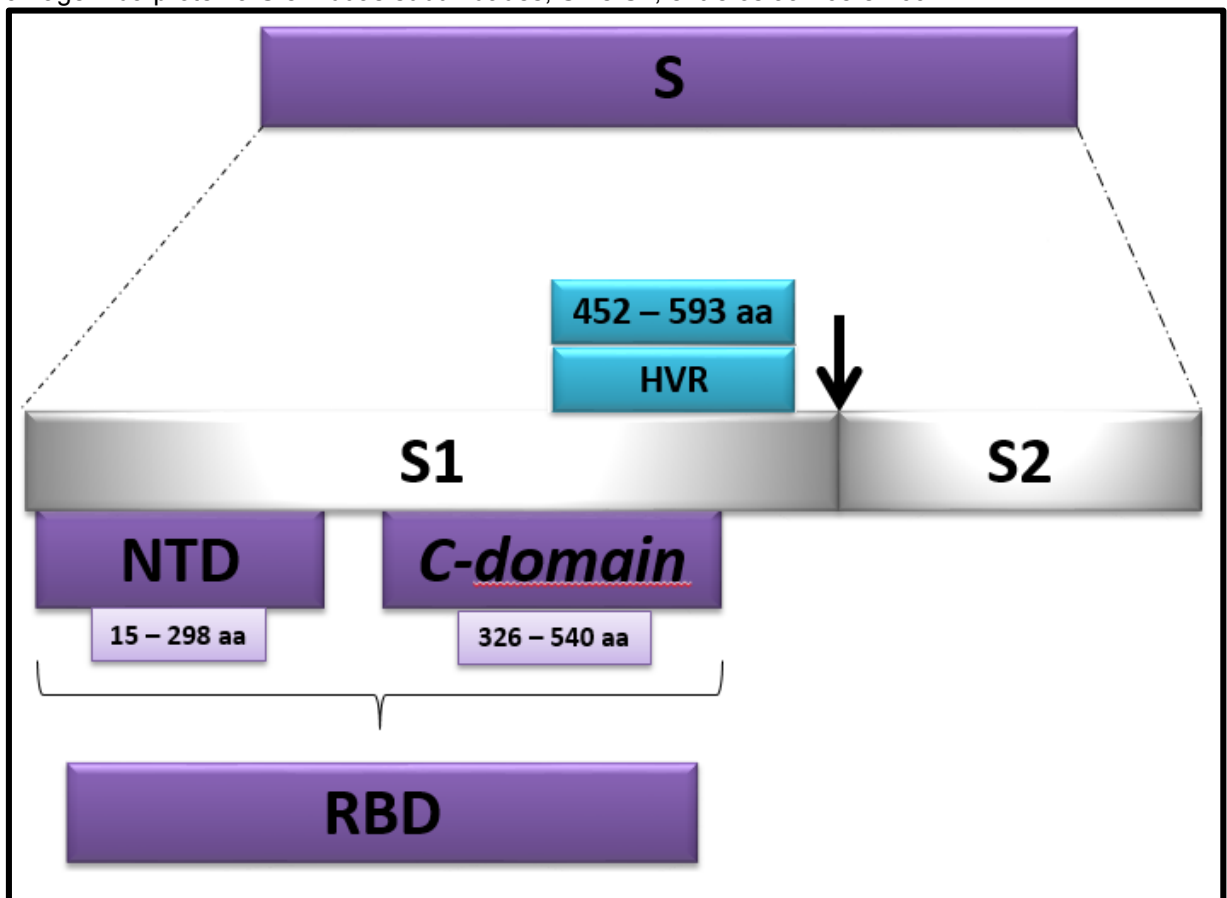 S
452 – 593 aa
HVR
S1
S2
NTD
C-domain
15 – 298 aa
326 – 540 aa
RBD